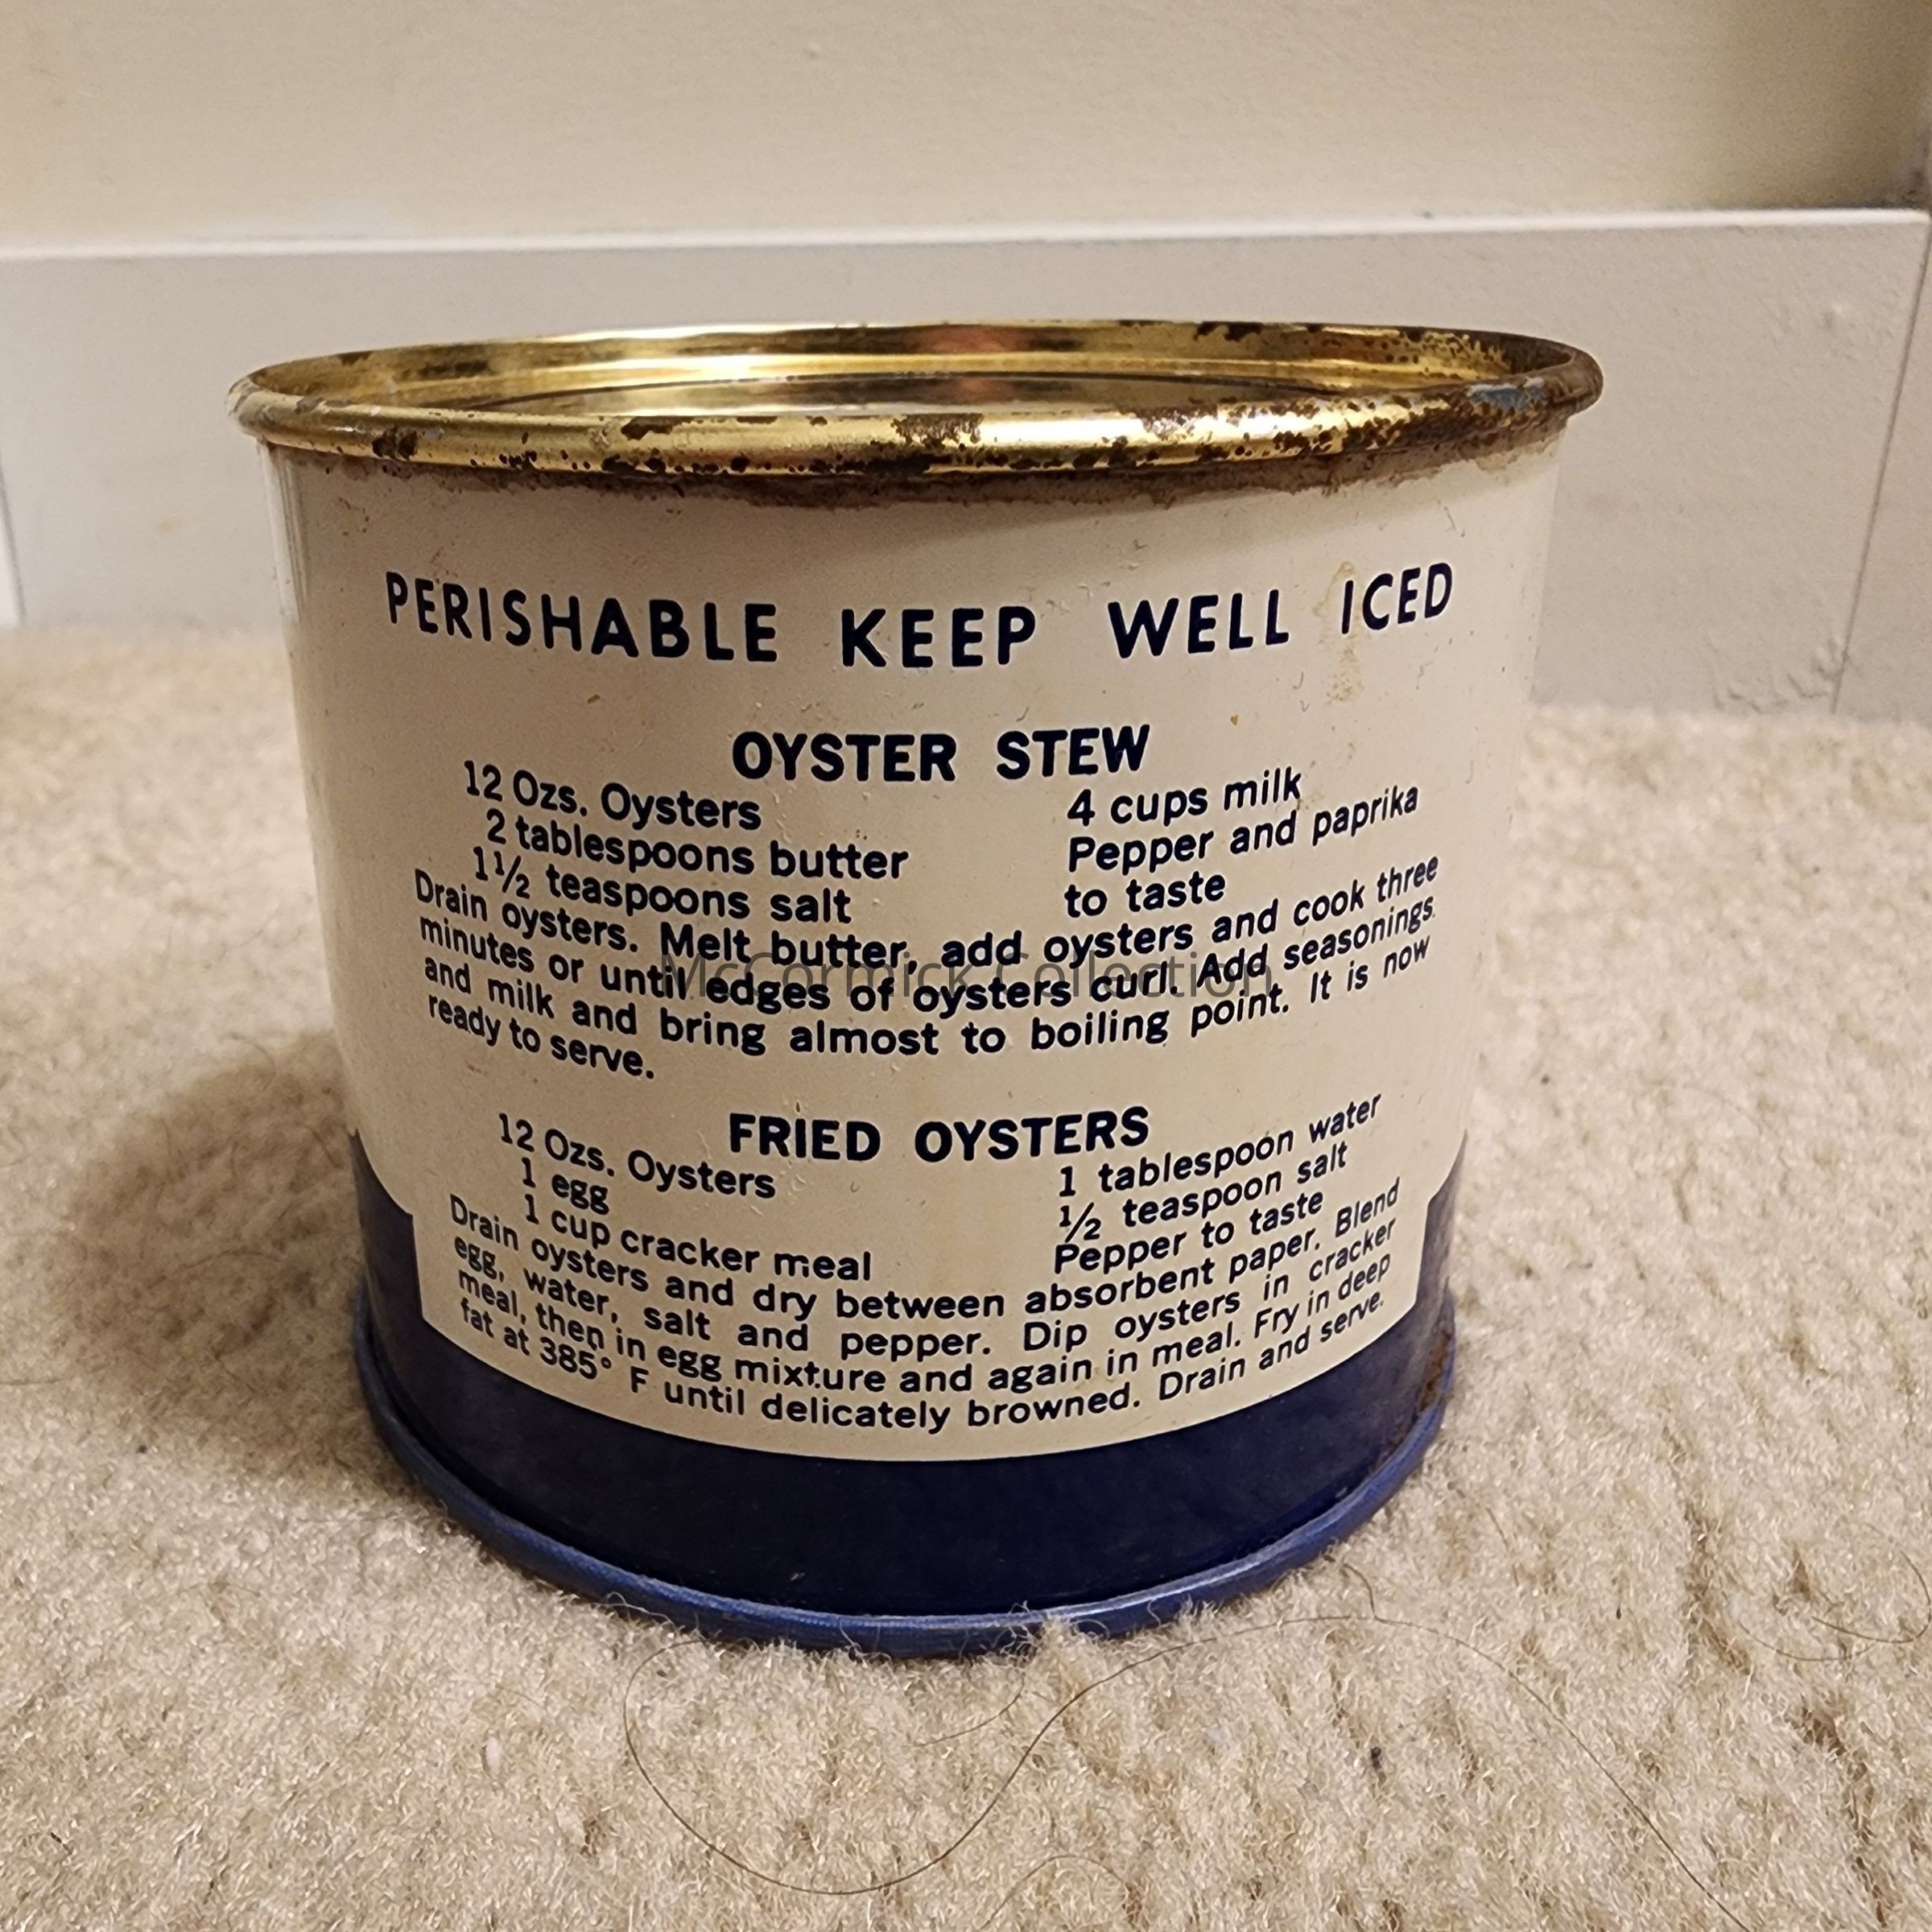 PERISHABLE KEEP WELL ICED
OYSTER STEW
12 Ozs. Oysters
2 tablespoons butter
1½ teaspoons salt
4 cups milk
Pepper and paprika
to taste
Drain oysters. Melt butter, add oysters and cook three
minutes or until edges of oysters curl. Add seasonings
and milk and bring almost to boiling point. It is now
ready to serve.
McCormick Collection
FRIED OYSTERS
12 Ozs. Oysters
1 egg
1 cup cracker meal
1 tablespoon water
½ teaspoon salt
Pepper to taste
Drain oysters and dry between absorbent paper. Blend
egg, water, salt and pepper. Dip oysters in cracker
meal, then in egg mixture and again in meal. Fry in deep
fat at 385° F until delicately browned. Drain and serve.